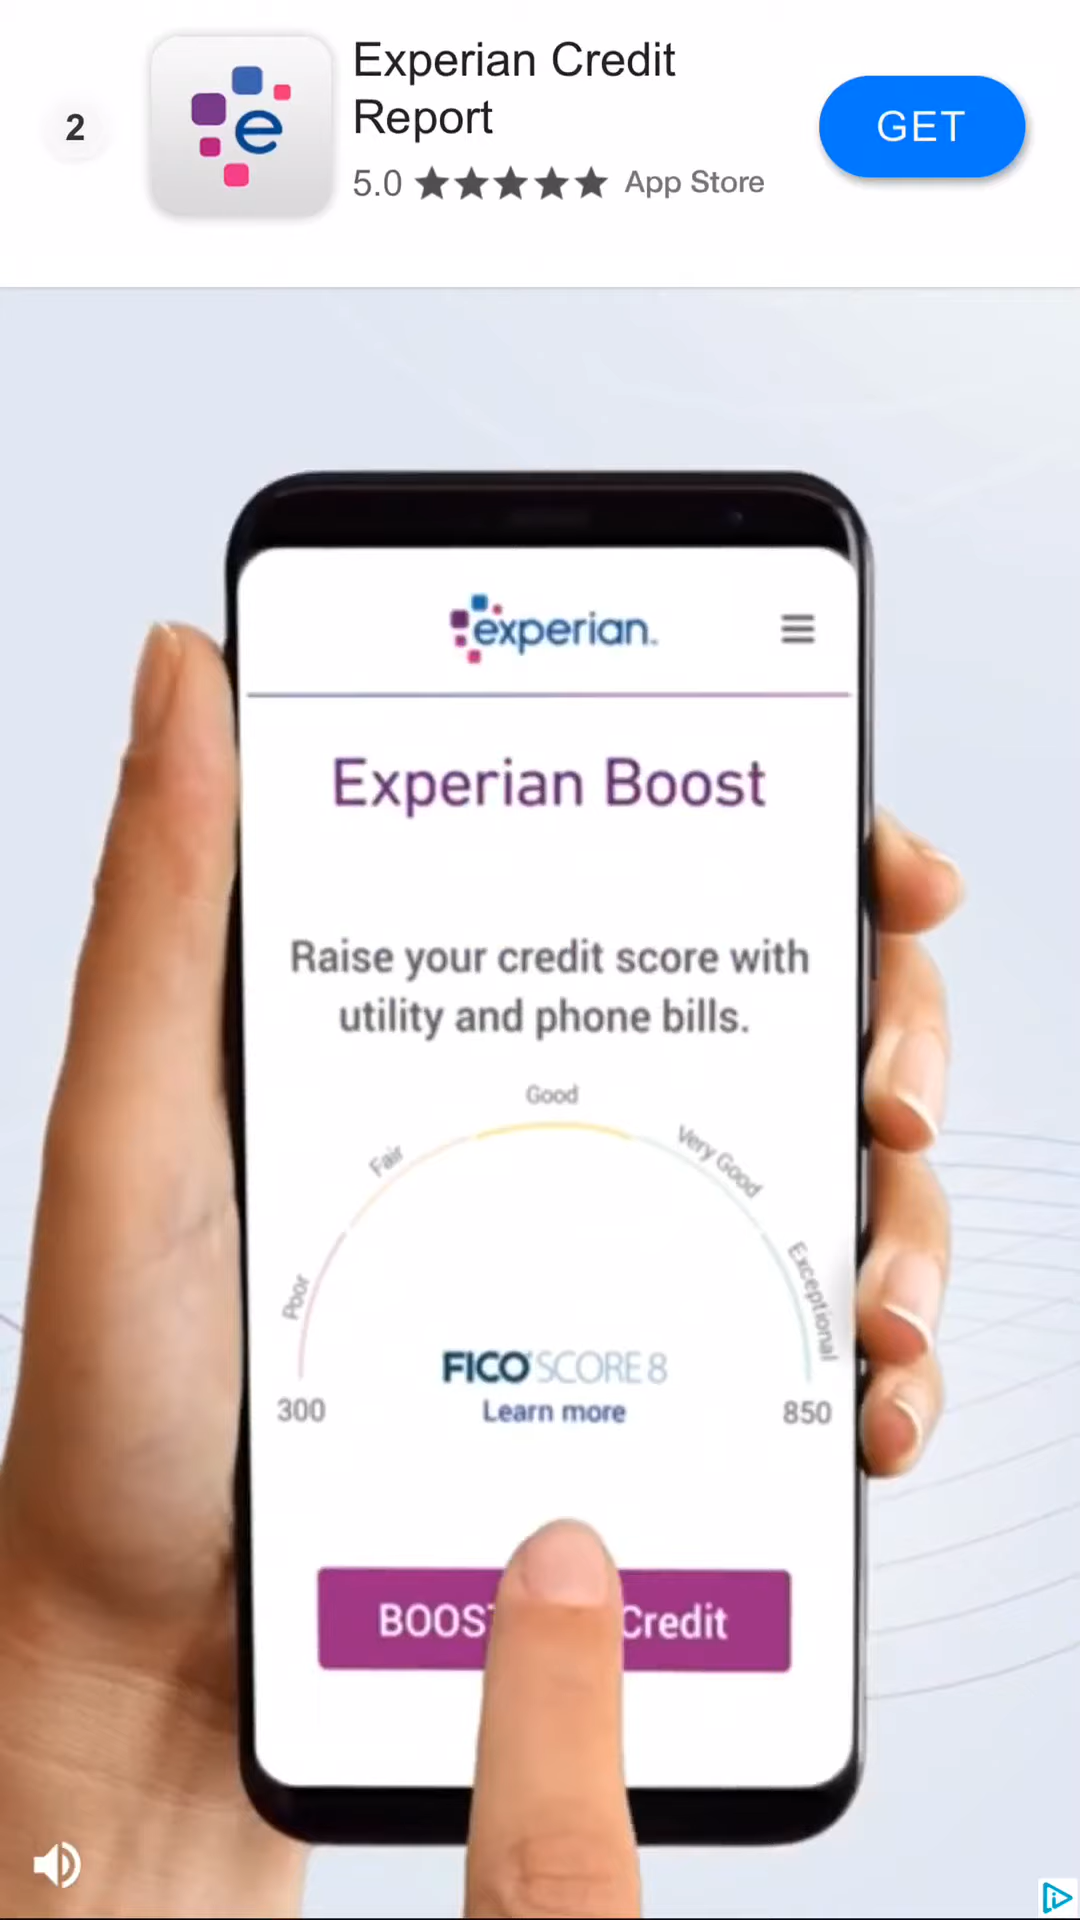 2
Experian Credit
Report
5.0 ★★★★★ App Store
GET
experian.
Experian Boost
Raise your credit score with
utility and phone bills.
Good
Fair
Very Good
Poor
Exceptional
FICO SCORE 8
300
Learn more
850
Credit